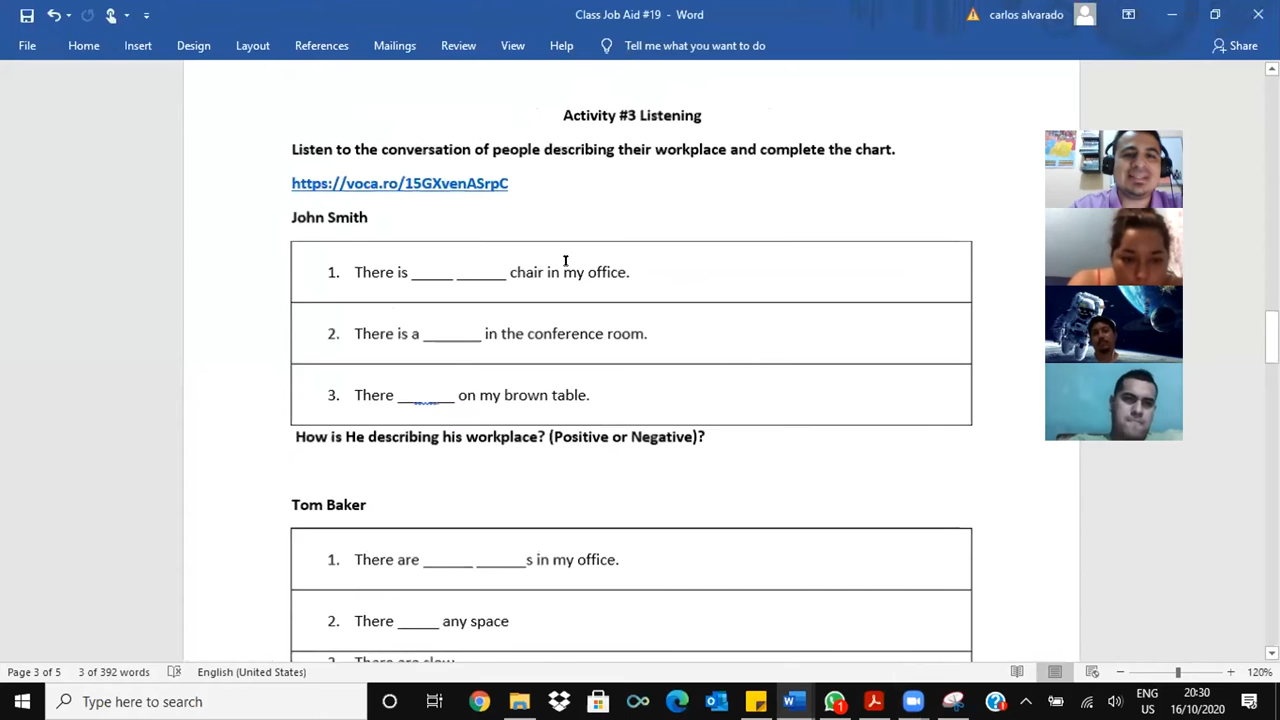 Class Job Aid #19 - Word
carlos alvarado
File Home Insert Design Layout References Mailings Review View Help Tell me what you want to do Share
Activity #3 Listening
Listen to the conversation of people describing their workplace and complete the chart.
https://voca.ro/15GXvenASrpC
John Smith
1. There is _____ ______ chair in my office.
2. There is a _______ in the conference room.
3. There _______ on my brown table.
How is He describing his workplace? (Positive or Negative)?
Tom Baker
1. There are ______ ______s in my office.
2. There _____ any space
3. There are slow
Page 3 of 5 3 of 392 words English (United States) 120%
Type here to search
ENG
US
20:30
16/10/2020
1